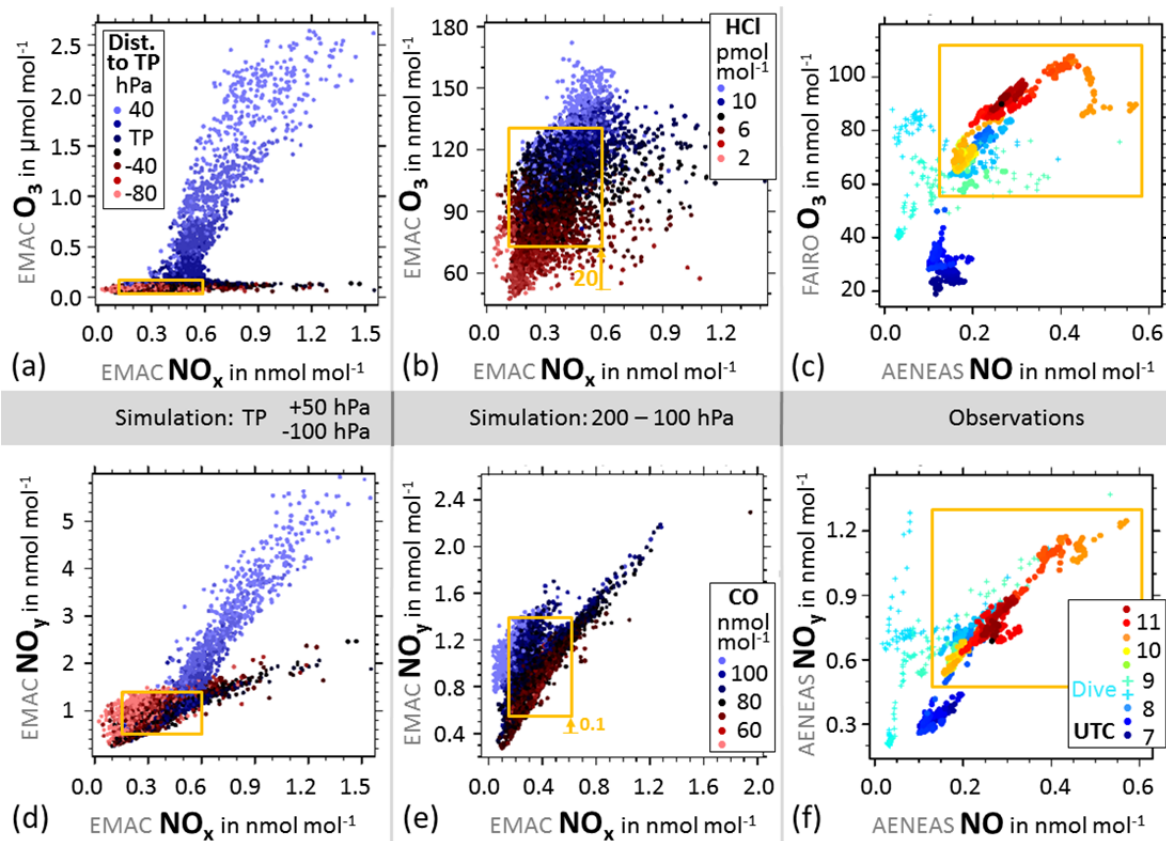 2.5
2.0
1.5
1.0
0.5
0.0
EMAC O₃ in µmol mol⁻¹
Dist.
to TP
hPa
40
TP
-40
-80
0.0 0.3 0.6 0.9 1.2 1.5
(a)
EMAC NOₓ in nmol mol⁻¹
180
150
120
90
60
EMAC O₃ in nmol mol⁻¹
HCl
pmol
mol⁻¹
10
6
2
20
0.0 0.3 0.6 0.9 1.2
(b)
EMAC NOₓ in nmol mol⁻¹
100
80
60
40
20
FAIRO O₃ in nmol mol⁻¹
0.0 0.2 0.4 0.6
(c)
AENEAS NO in nmol mol⁻¹
Simulation: TP +50 hPa
-100 hPa
Simulation: 200 – 100 hPa
Observations
5
4
3
2
1
EMAC NOᵧ in nmol mol⁻¹
0.0 0.3 0.6 0.9 1.2 1.5
(d)
EMAC NOₓ in nmol mol⁻¹
2.4
2.0
1.6
1.2
0.8
0.4
EMAC NOᵧ in nmol mol⁻¹
CO
nmol
mol⁻¹
100
80
60
0.1
0.0 0.4 0.8 1.2 1.6 2.0
(e)
EMAC NOₓ in nmol mol⁻¹
1.2
0.9
0.6
0.3
AENEAS NOᵧ in nmol mol⁻¹
11
10
9
Dive
8
UTC 7
0.0 0.2 0.4 0.6
(f)
AENEAS NO in nmol mol⁻¹